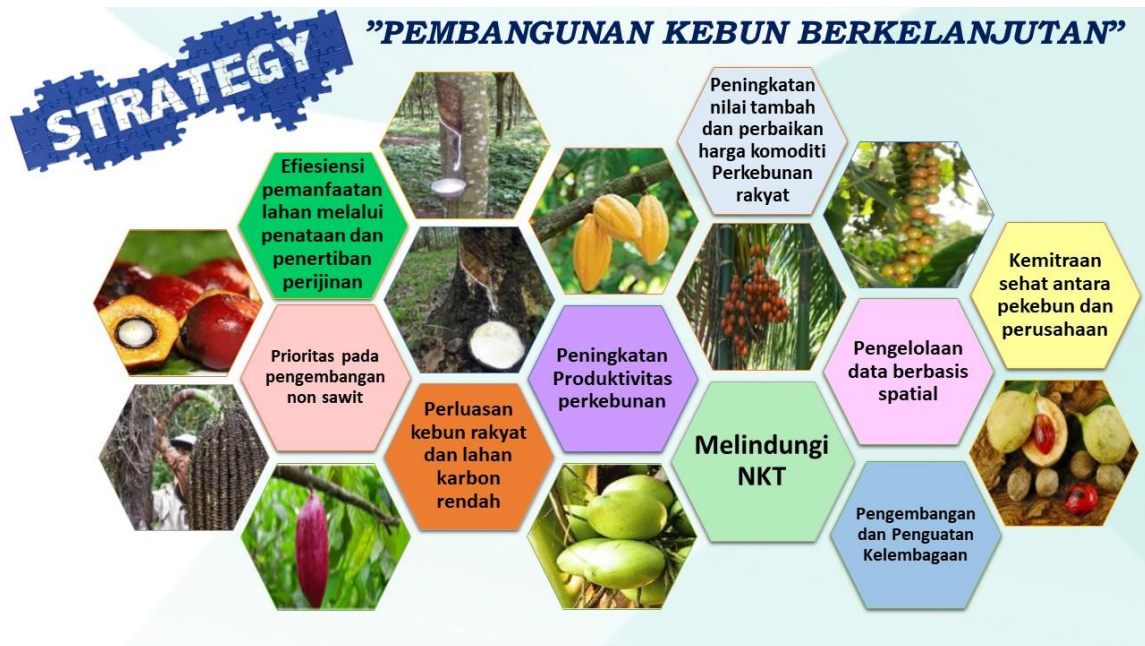 STRATEGY
"PEMBANGUNAN KEBUN BERKELANJUTAN"
Peningkatan
nilai tambah
dan perbaikan
harga komoditi
Perkebunan
rakyat
Efiesiensi
pemanfaatan
lahan melalui
penataan dan
penertiban
perijinan
Kemitraan
sehat antara
pekebun dan
perusahaan
Prioritas pada
pengembangan
non sawit
Peningkatan
Produktivitas
perkebunan
Pengelolaan
data berbasis
spatial
Perluasan
kebun rakyat
dan lahan
karbon
rendah
Melindungi
NKT
Pengembangan
dan Penguatan
Kelembagaan